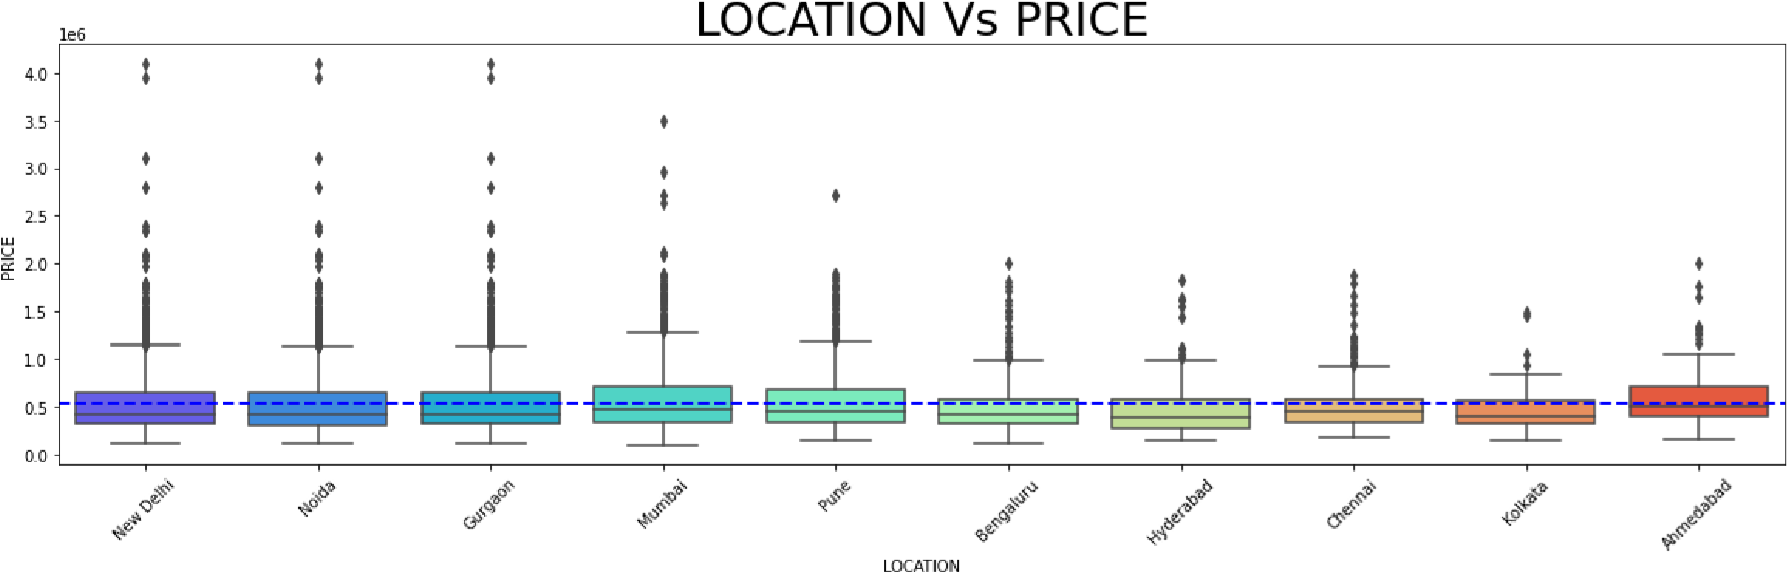 LOCATION Vs PRICE
1e6
4.0
3.5
3.0
2.5
2.0
1.5
1.0
0.5
0.0
PRICE
New Delhi
Noida
Gurgaon
Mumbai
Pune
Bengaluru
Hyderabad
Chennai
Kolkata
Ahmedabad
LOCATION